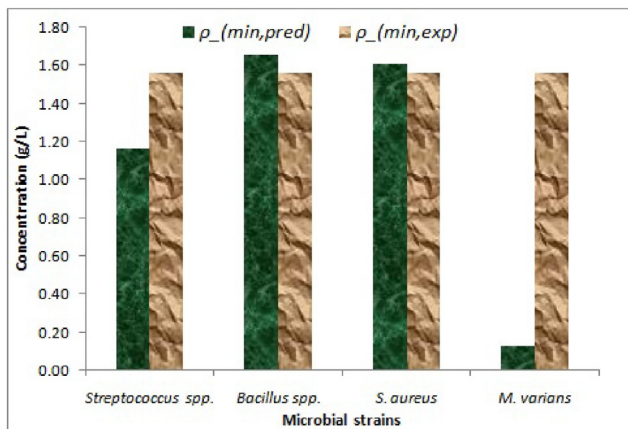 ρ_(min,pred) ρ_(min,exp)
1.80
1.60
1.40
1.20
1.00
0.80
0.60
0.40
0.20
0.00
Concentration (g/L)
Streptococcus spp. Bacillus spp. S. aureus M. varians
Microbial strains